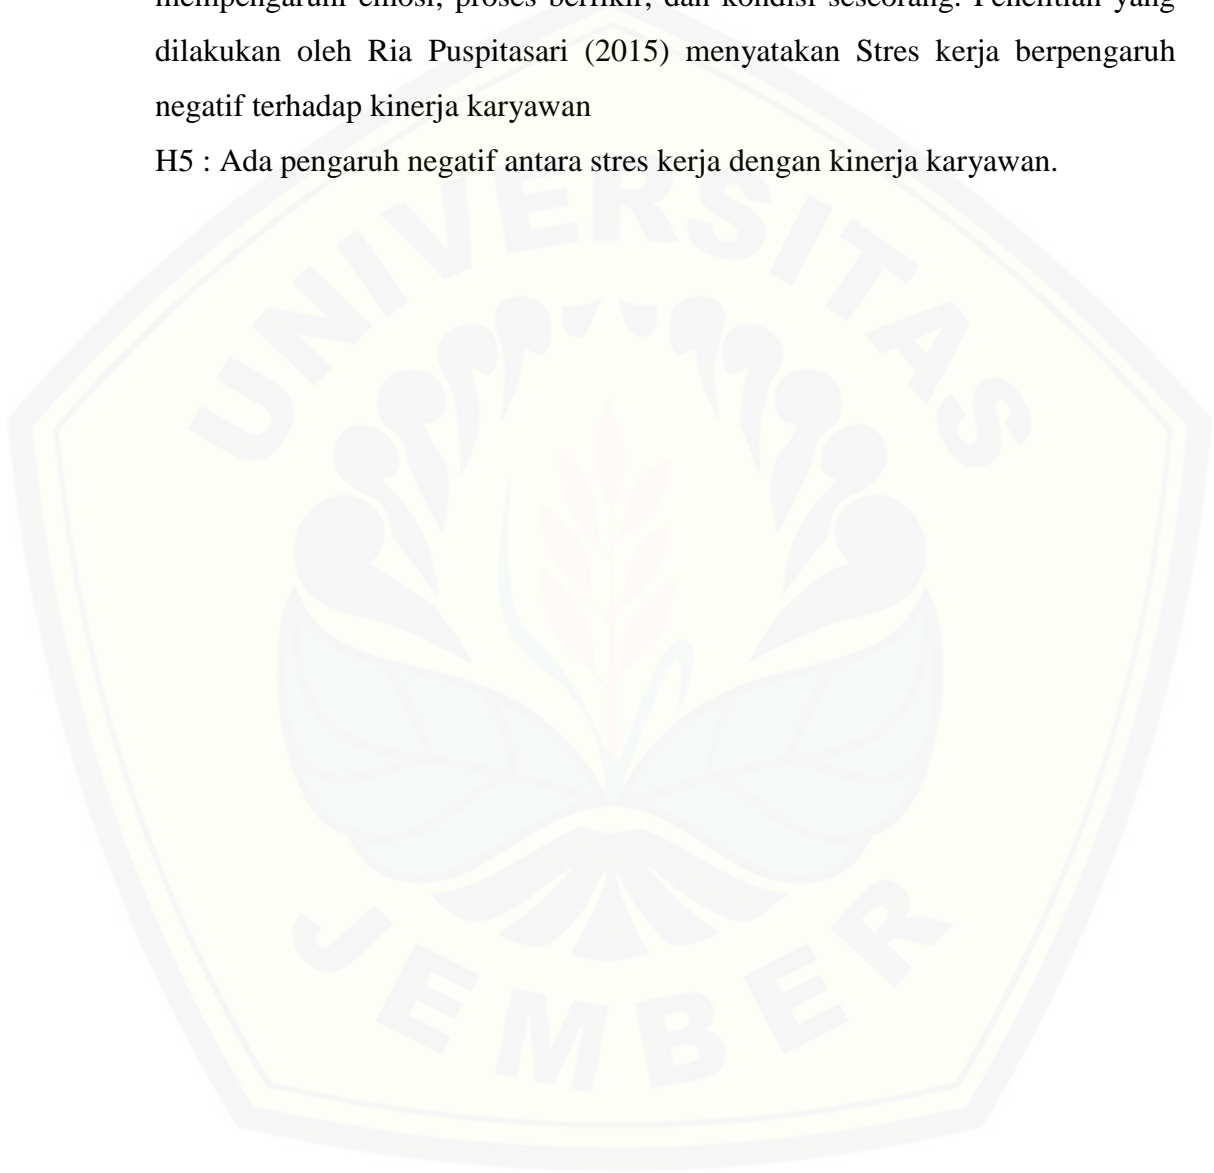 mempengaruhi emosi, proses berfikir, dan kondisi seseorang. Penelitian yang
dilakukan oleh Ria Puspitasari (2015) menyatakan Stres kerja berpengaruh
negatif terhadap kinerja karyawan
H5 : Ada pengaruh negatif antara stres kerja dengan kinerja karyawan.
UNIVERSITAS
JEMBER